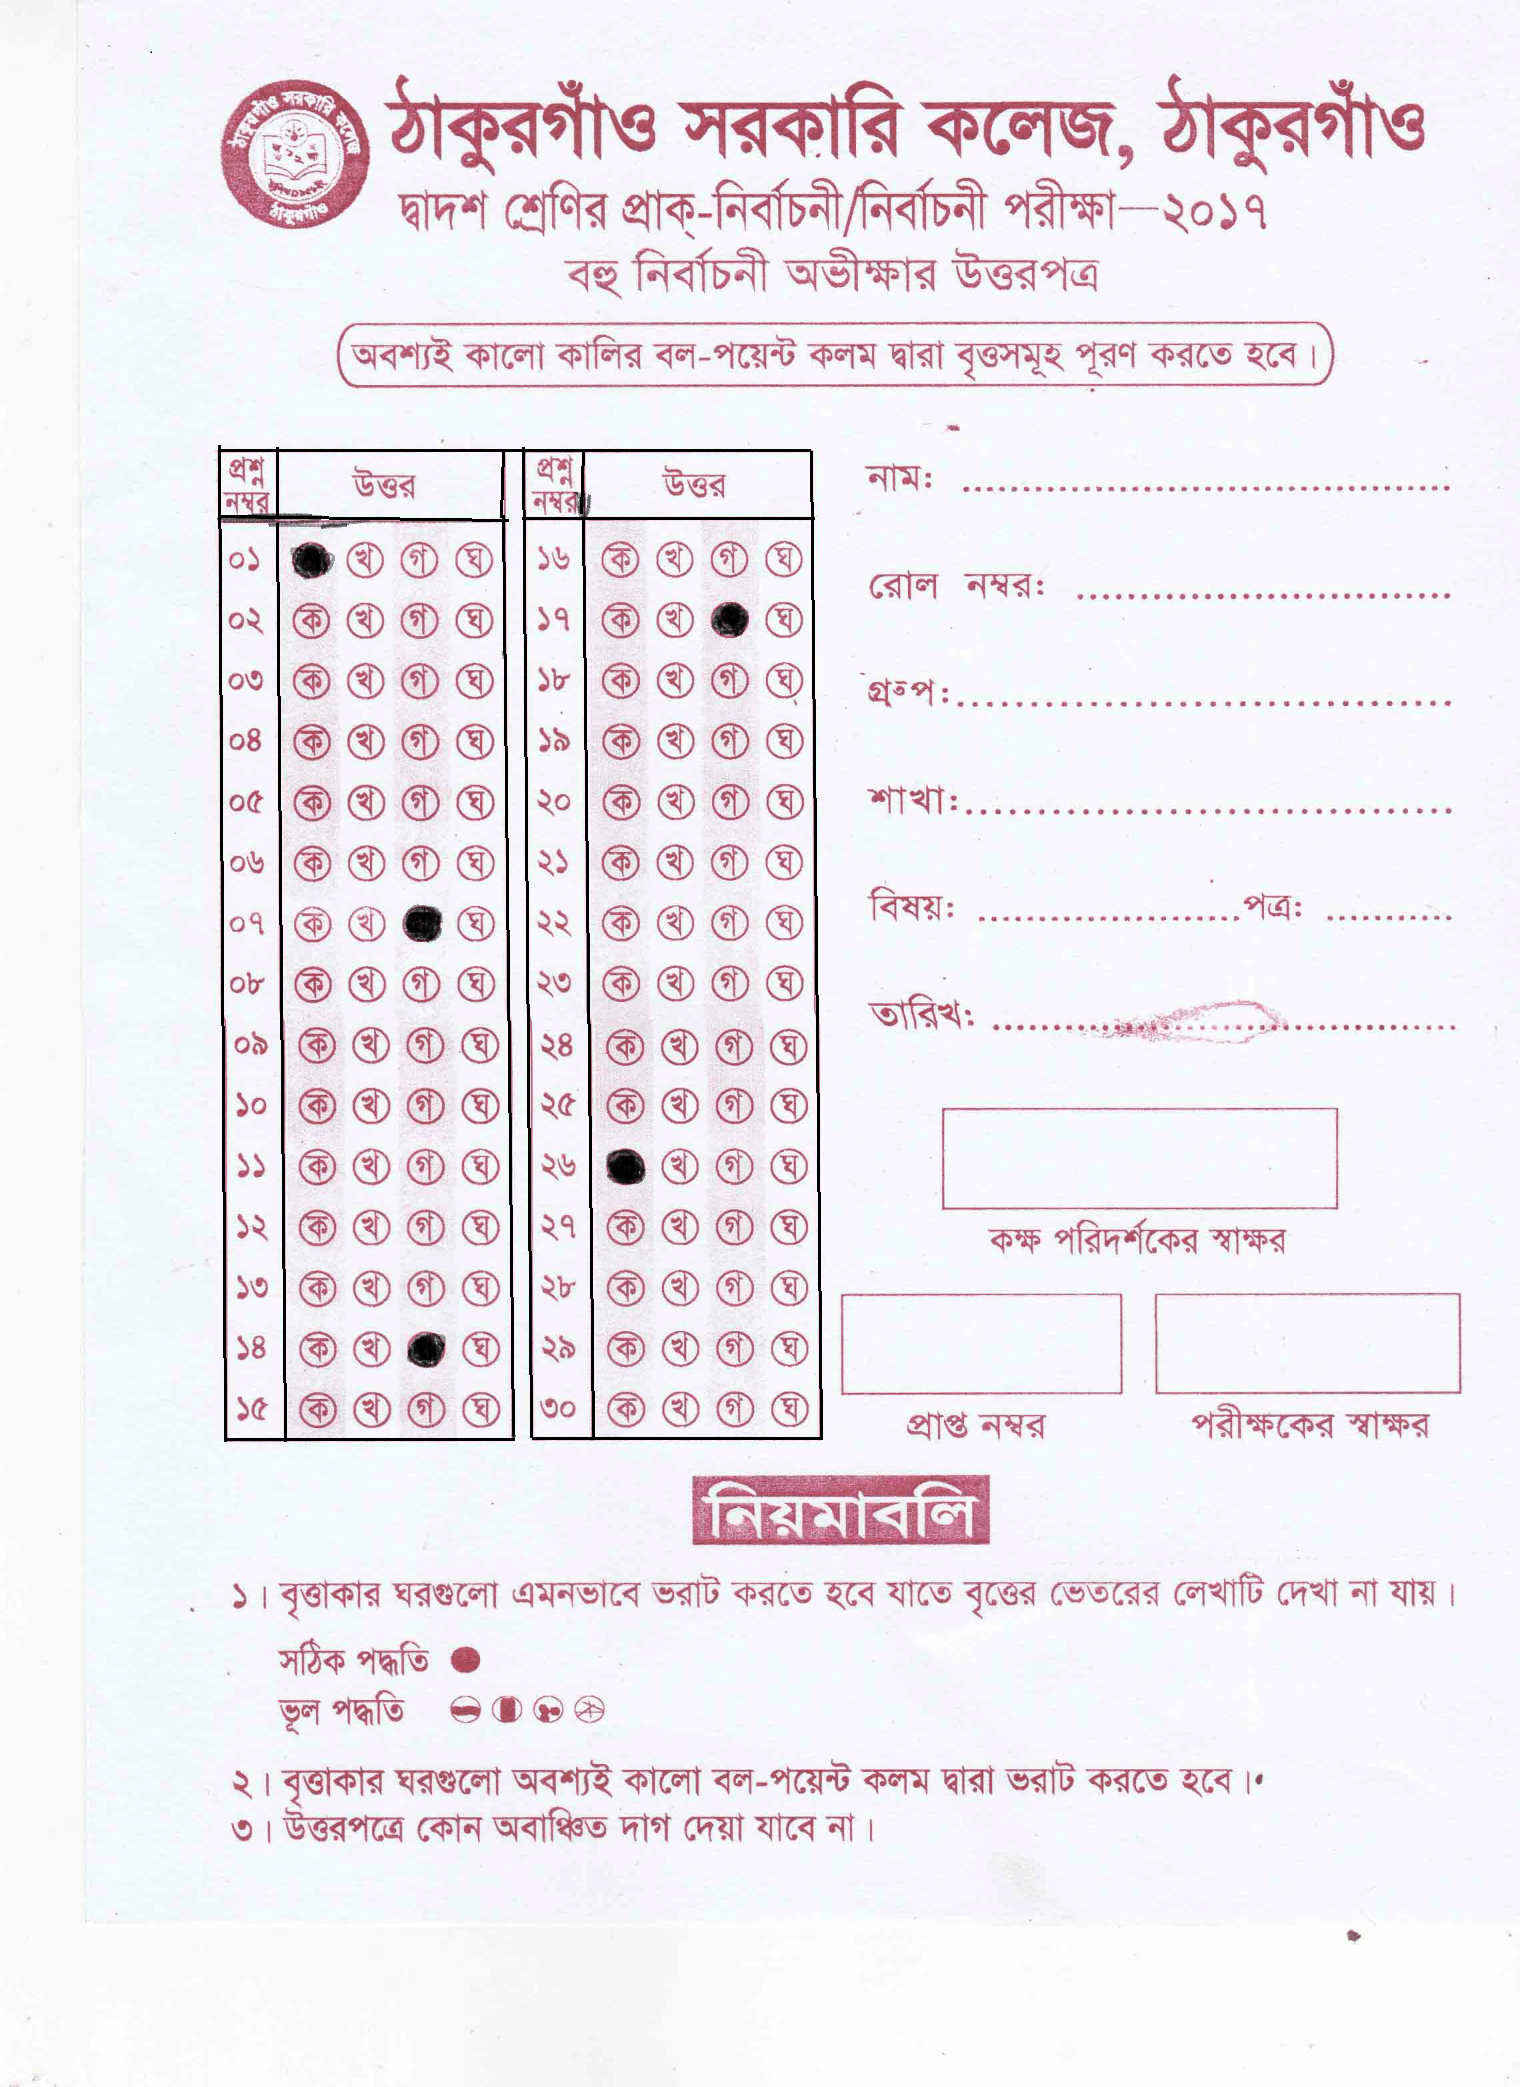 ঠাকুরগাঁও সরকারি কলেজ
ঠাকুরগাঁও
ঠাকুরগাঁও সরকারি কলেজ, ঠাকুরগাঁও
দ্বাদশ শ্রেণির প্রাক্-নির্বাচনী/নির্বাচনী পরীক্ষা—২০১৭
বহু নির্বাচনী অভীক্ষার উত্তরপত্র
অবশ্যই কালো কালির বল-পয়েন্ট কলম দ্বারা বৃত্তসমূহ পূরণ করতে হবে।
প্রশ্ন নম্বর উত্তর
০১ খ গ ঘ
০২ ক খ গ ঘ
০৩ ক খ গ ঘ
০৪ ক খ গ ঘ
০৫ ক খ গ ঘ
০৬ ক খ গ ঘ
০৭ ক খ ঘ
০৮ ক খ গ ঘ
০৯ ক খ গ ঘ
১০ ক খ গ ঘ
১১ ক খ গ ঘ
১২ ক খ গ ঘ
১৩ ক খ গ ঘ
১৪ ক খ ঘ
১৫ ক খ গ ঘ
প্রশ্ন নম্বর উত্তর
১৬ ক খ গ ঘ
১৭ ক খ ঘ
১৮ ক খ গ ঘ
১৯ ক খ গ ঘ
২০ ক খ গ ঘ
২১ ক খ গ ঘ
২২ ক খ গ ঘ
২৩ ক খ গ ঘ
২৪ ক খ গ ঘ
২৫ ক খ গ ঘ
২৬ খ গ ঘ
২৭ ক খ গ ঘ
২৮ ক খ গ ঘ
২৯ ক খ গ ঘ
৩০ ক খ গ ঘ
নাম: ........................................
রোল নম্বর: ..............................
গ্রুপ:..................................
শাখা:..................................
বিষয়: ......................পত্র: ...........
তারিখ: ......................................
কক্ষ পরিদর্শকের স্বাক্ষর
প্রাপ্ত নম্বর পরীক্ষকের স্বাক্ষর
নিয়মাবলি
১। বৃত্তাকার ঘরগুলো এমনভাবে ভরাট করতে হবে যাতে বৃত্তের ভেতরের লেখাটি দেখা না যায়।
সঠিক পদ্ধতি
ভূল পদ্ধতি
২। বৃত্তাকার ঘরগুলো অবশ্যই কালো বল-পয়েন্ট কলম দ্বারা ভরাট করতে হবে।
৩। উত্তরপত্রে কোন অবাঞ্চিত দাগ দেয়া যাবে না।